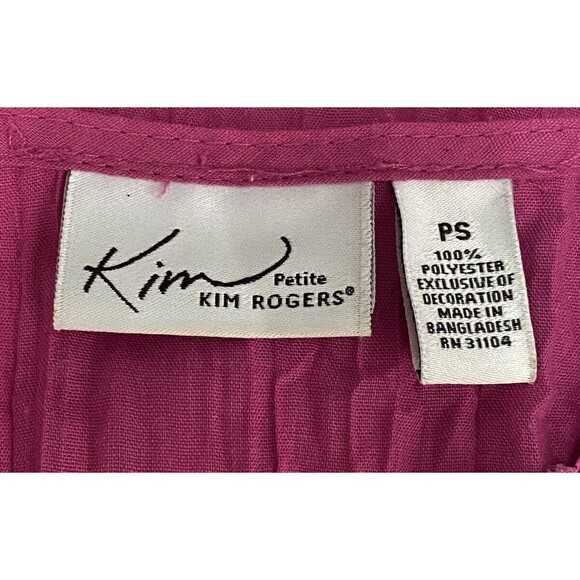 Kim
Petite
KIM ROGERS®
PS
100%
POLYESTER
EXCLUSIVE OF
DECORATION
MADE IN
BANGLADESH
RN 31104